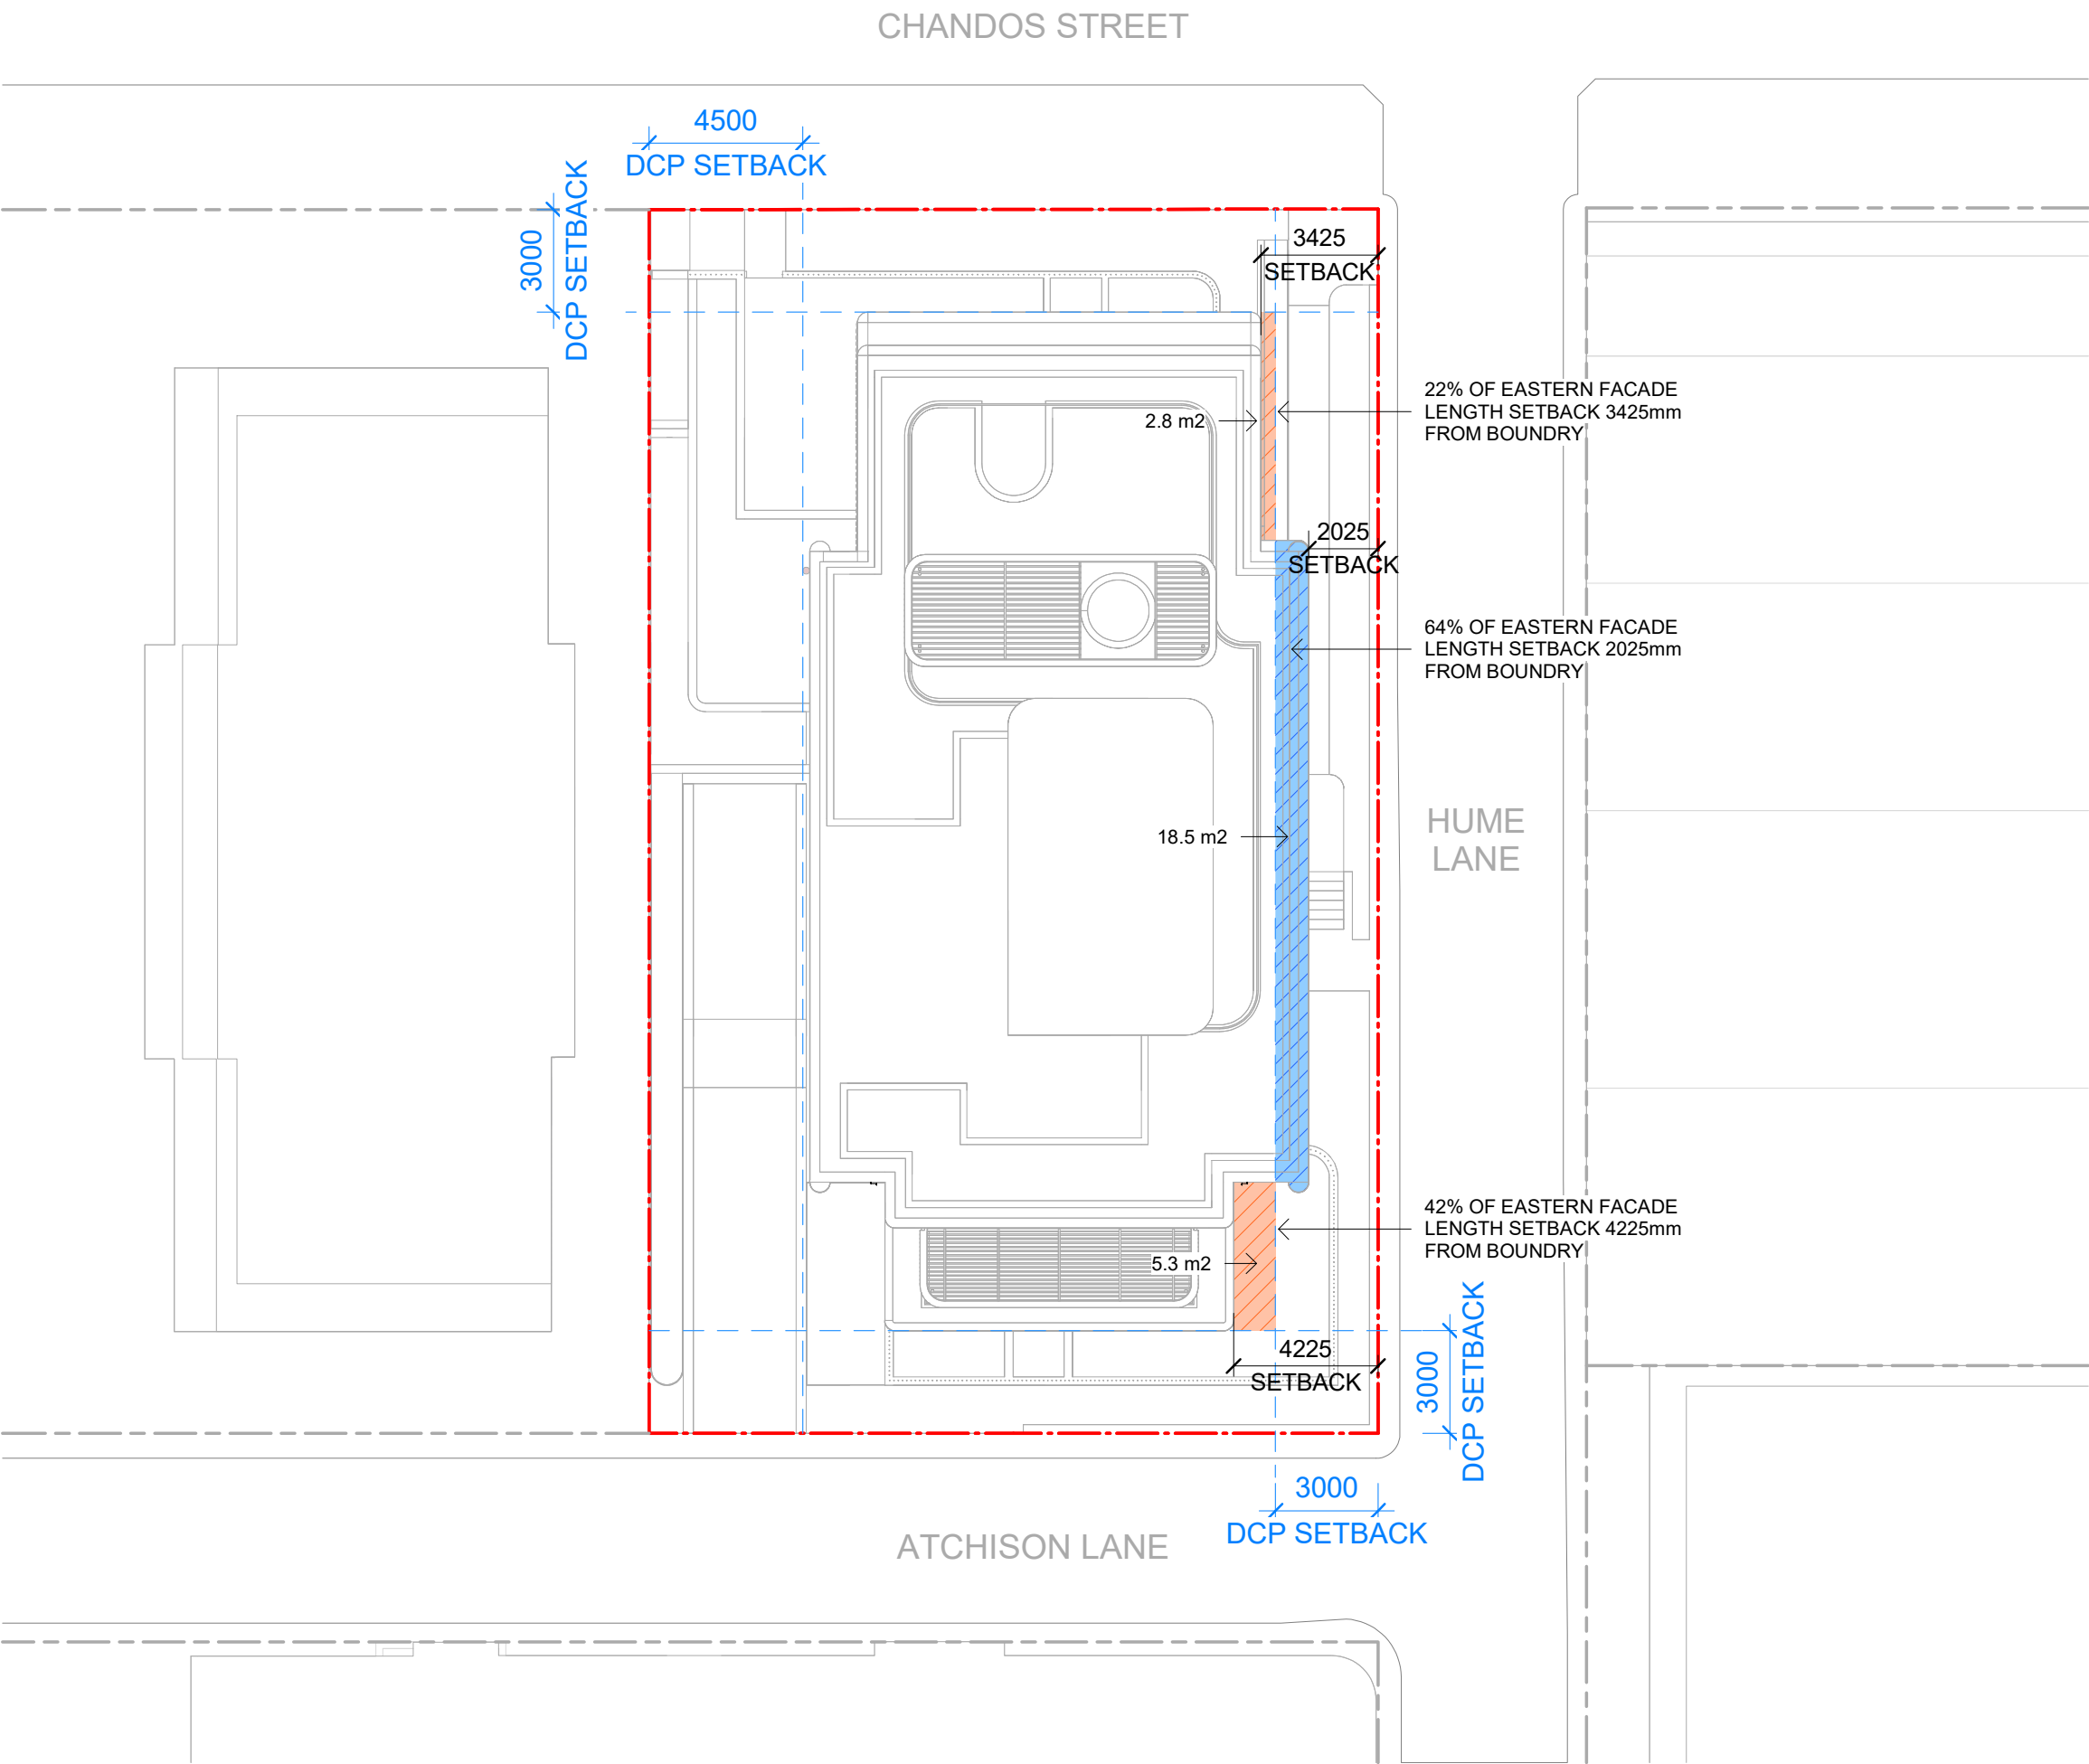 CHANDOS STREET
4500
DCP SETBACK
3000
DCP SETBACK
3425
SETBACK
22% OF EASTERN FACADE
LENGTH SETBACK 3425mm
FROM BOUNDRY
2.8 m2
2025
SETBACK
64% OF EASTERN FACADE
LENGTH SETBACK 2025mm
FROM BOUNDRY
18.5 m2
HUME
LANE
42% OF EASTERN FACADE
LENGTH SETBACK 4225mm
FROM BOUNDRY
5.3 m2
4225
SETBACK
3000
DCP SETBACK
3000
DCP SETBACK
ATCHISON LANE